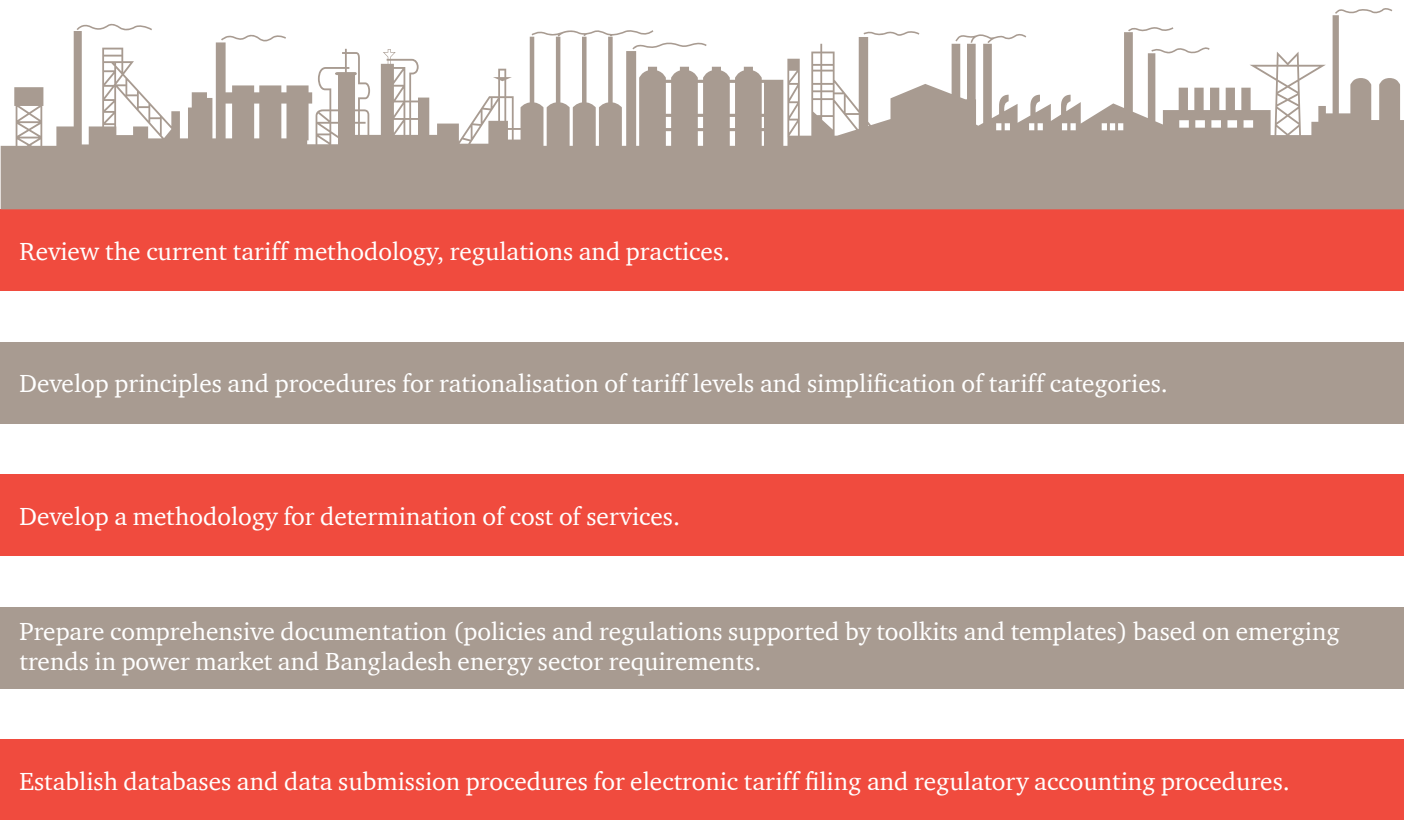 Review the current tariff methodology, regulations and practices.
Develop principles and procedures for rationalisation of tariff levels and simplification of tariff categories.
Develop a methodology for determination of cost of services.
Prepare comprehensive documentation (policies and regulations supported by toolkits and templates) based on emerging
trends in power market and Bangladesh energy sector requirements.
Establish databases and data submission procedures for electronic tariff filing and regulatory accounting procedures.